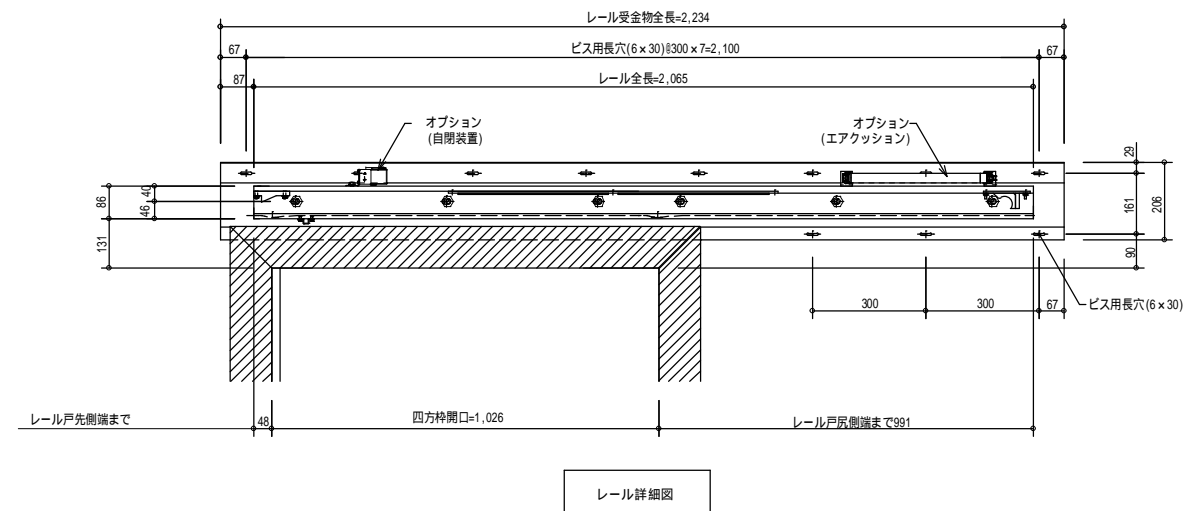 レール受金物全長=2,234
67
ビス用長穴(6×30)@300×7=2,100
67
87
レール全長=2,065
オプション
(自閉装置)
オプション
(エアクッション)
29
40
86
46
161
206
131
90
300
300
67
ビス用長穴(6×30)
レール戸先側端まで
48
四方枠開口=1,026
レール戸尻側端まで991
レール詳細図